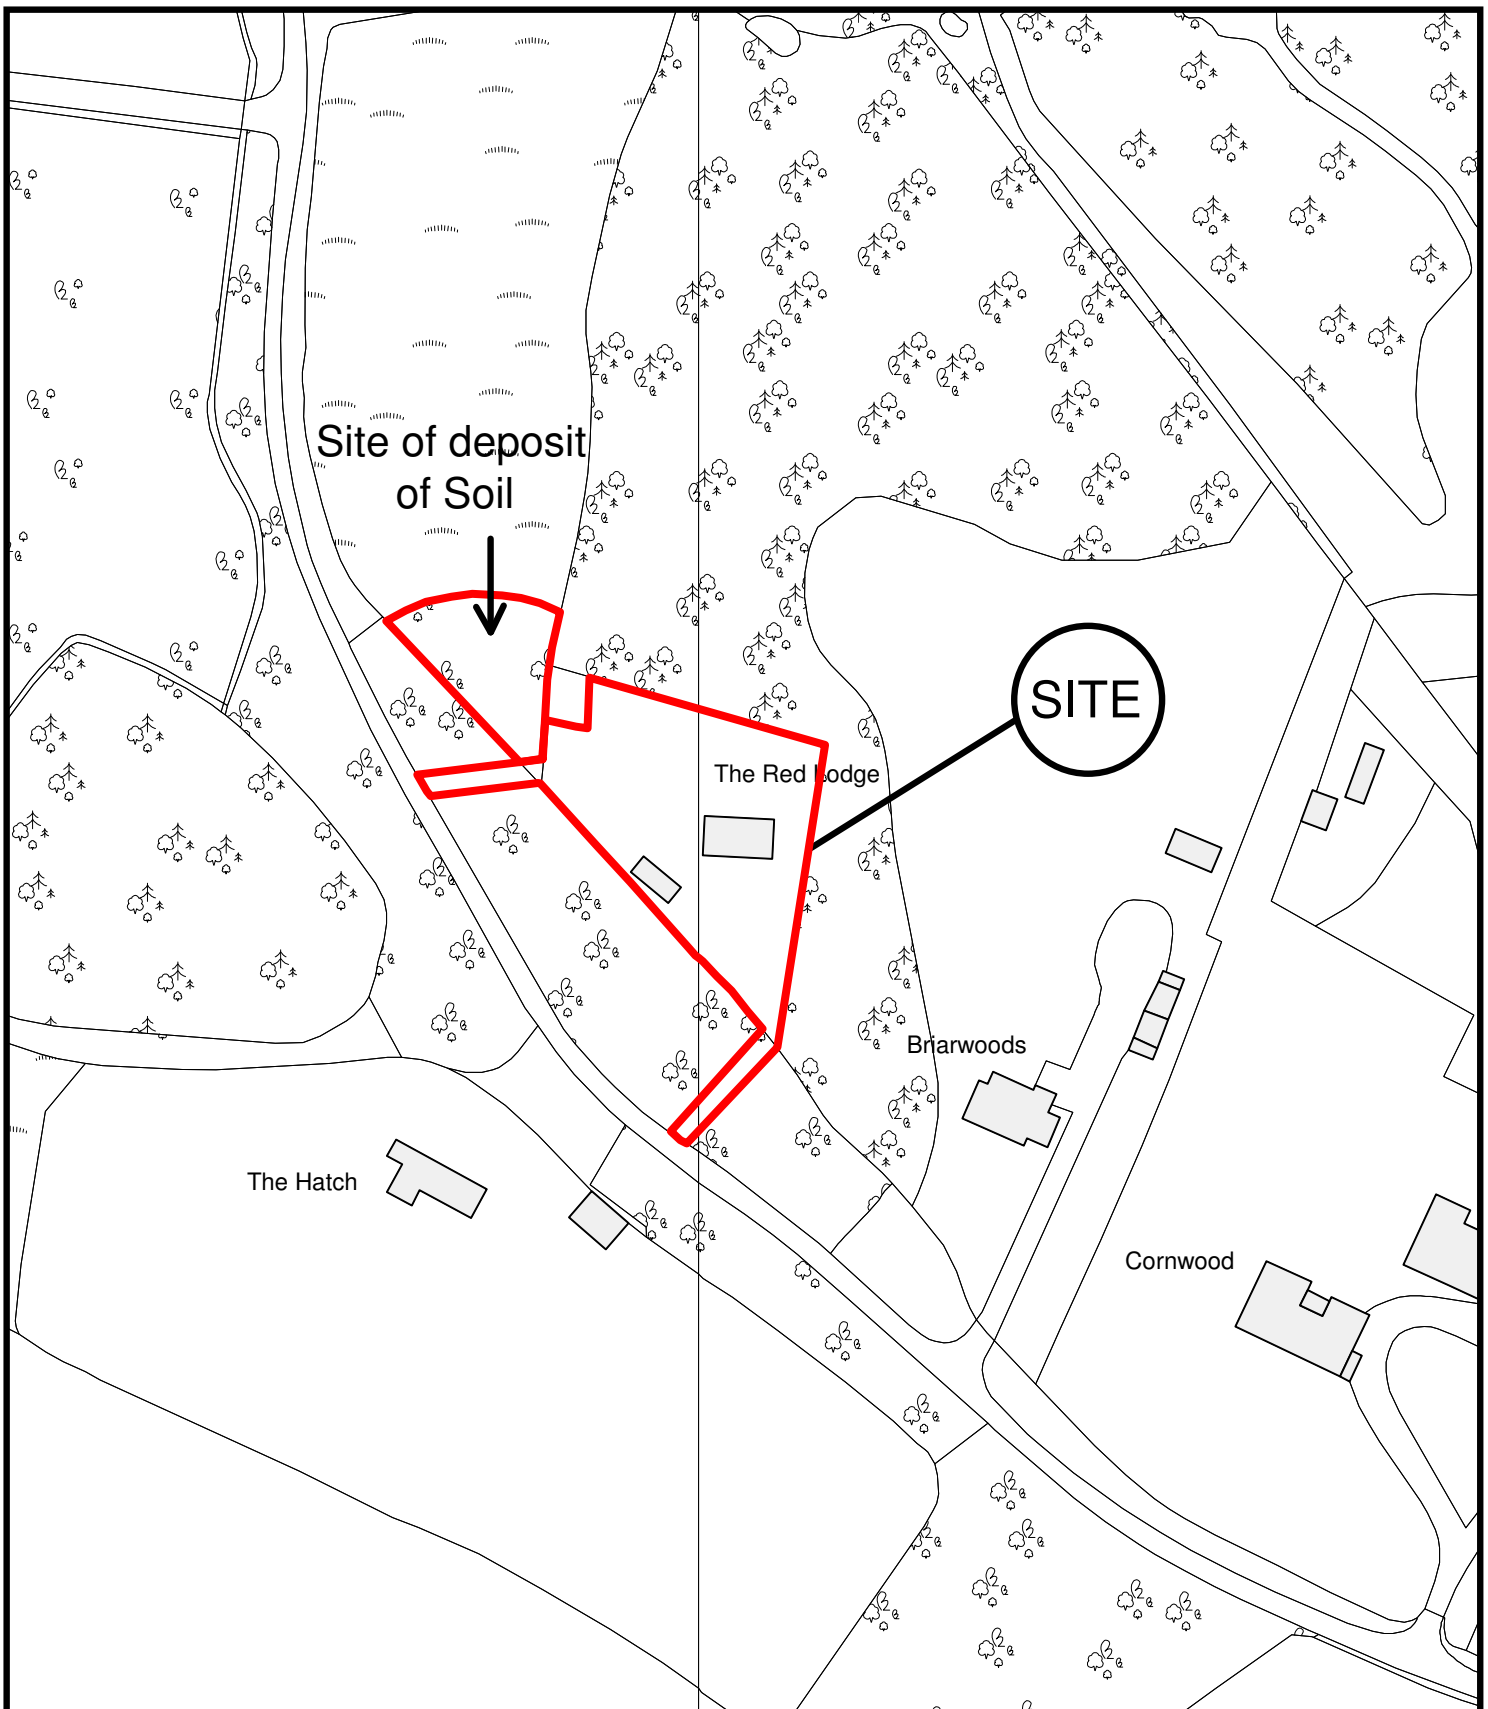 Site of deposit
of Soil
SITE
The Red Lodge
Briarwoods
The Hatch
Cornwood